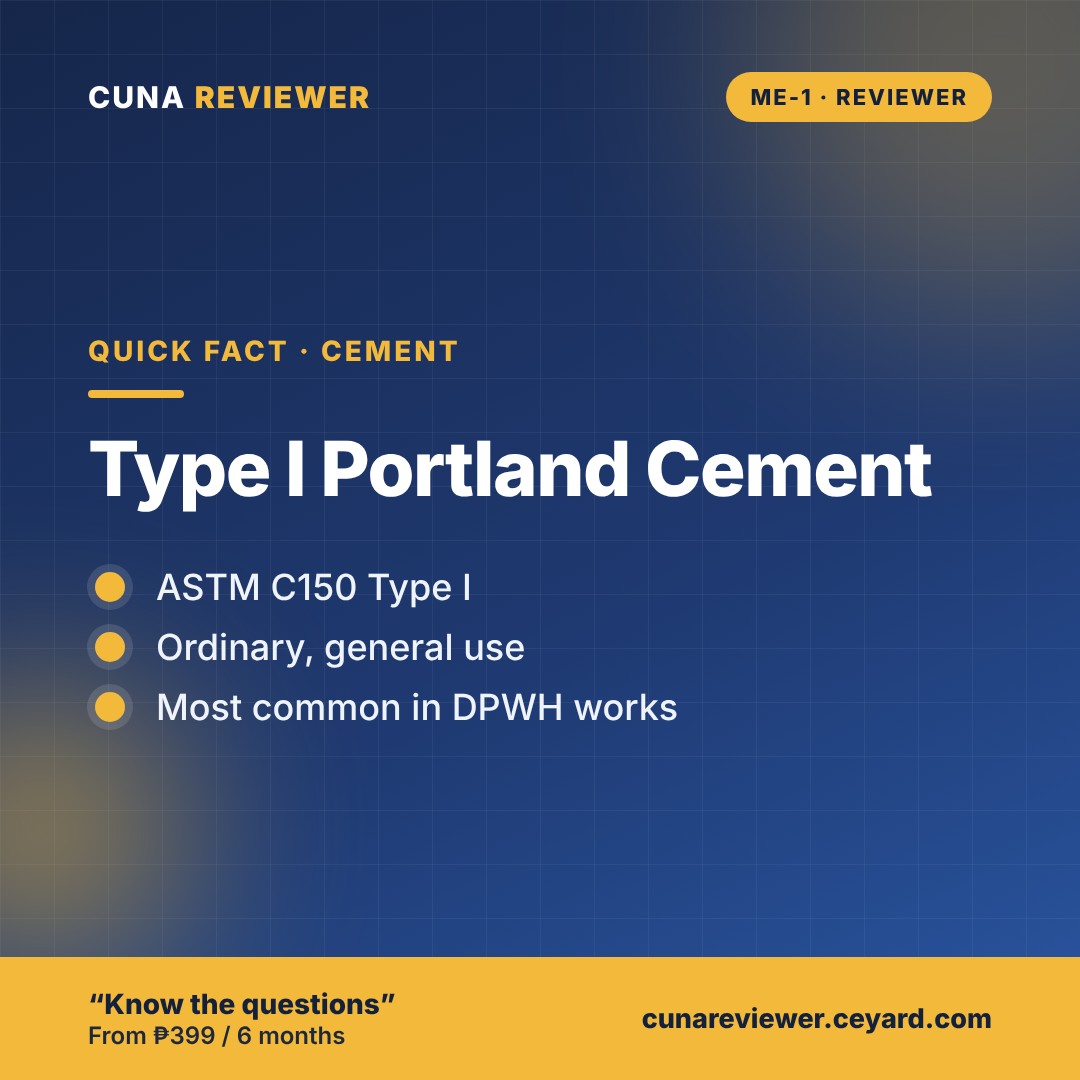 CUNA REVIEWER
ME-1 · REVIEWER
QUICK FACT · CEMENT
Type I Portland Cement
ASTM C150 Type I
Ordinary, general use
Most common in DPWH works
“Know the questions”
From ₱399 / 6 months
cunareviewer.ceyard.com